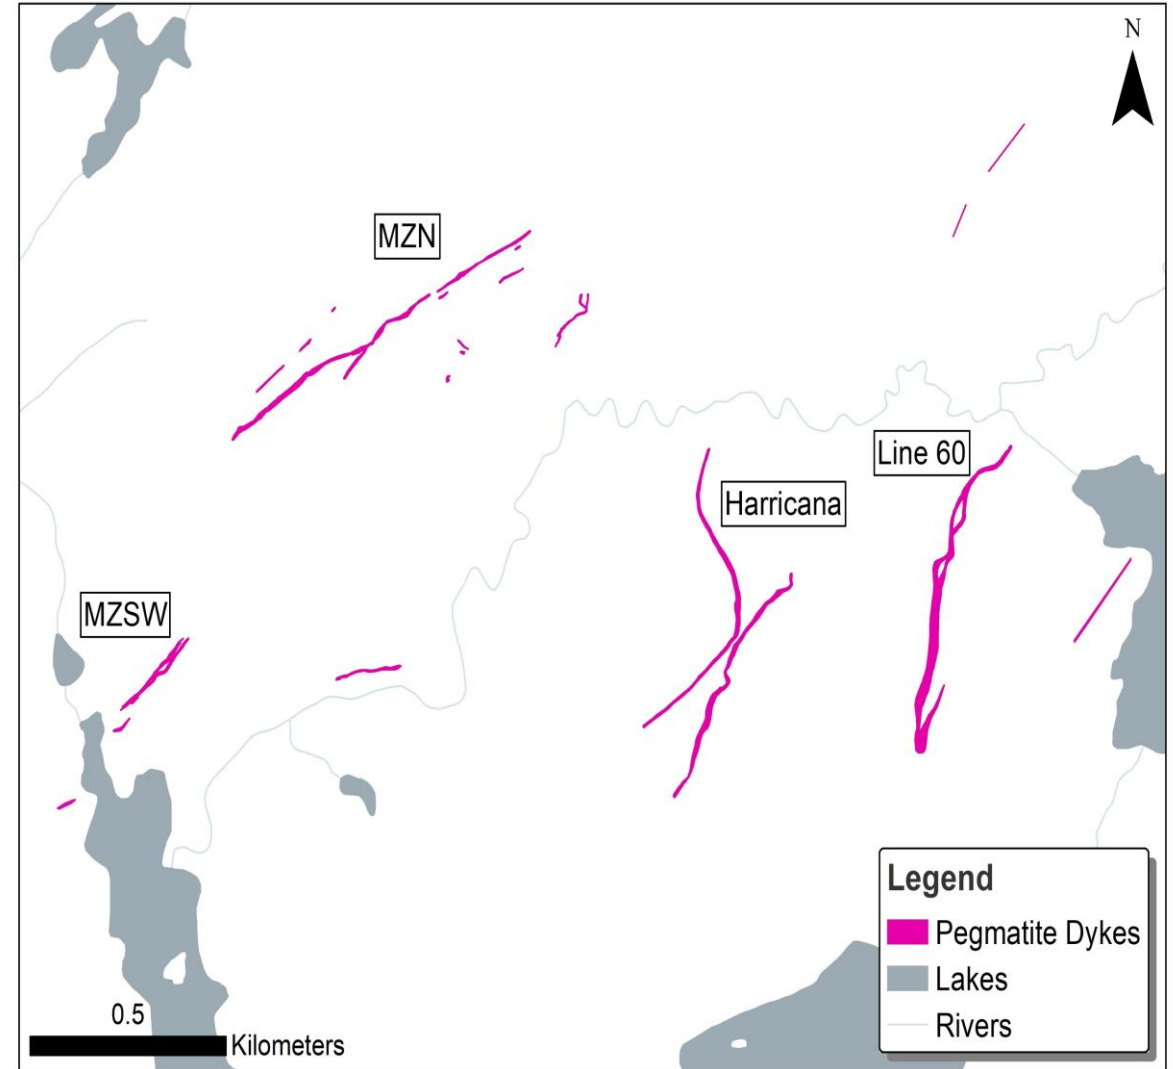 N
MZN
Line 60
Harricana
MZSW
Legend
Pegmatite Dykes
Lakes
Rivers
0.5
Kilometers